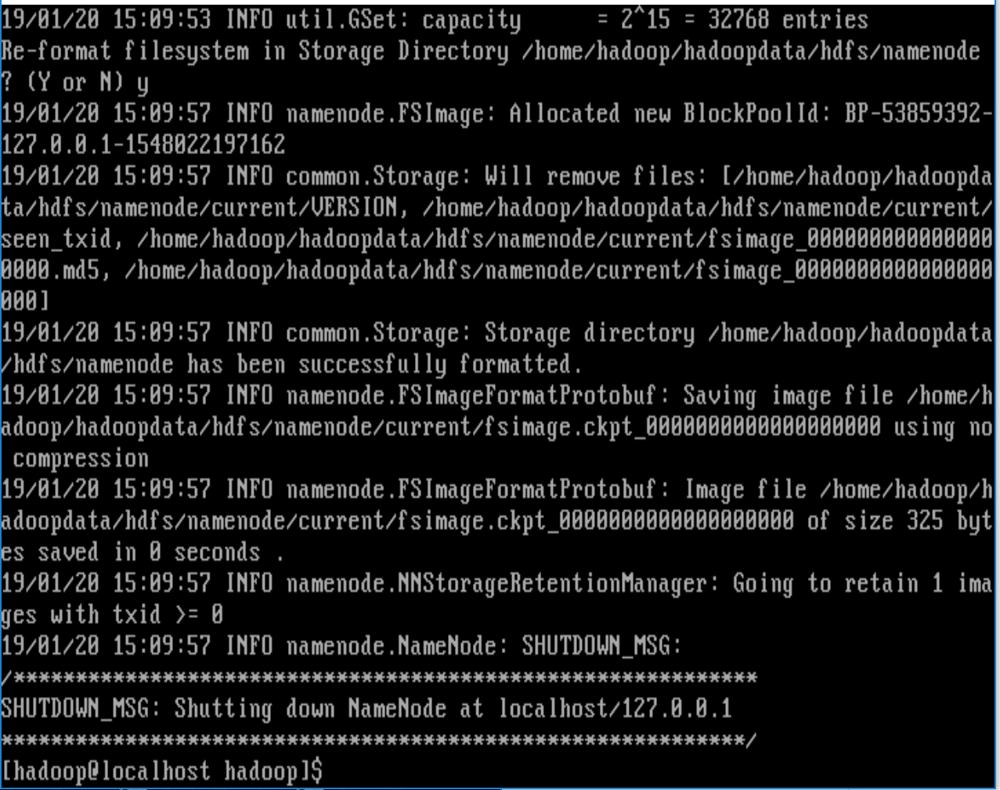 19/01/20 15:09:53 INFO util.GSet: capacity      = 2^15 = 32768 entries
Re-format filesystem in Storage Directory /home/hadoop/hadoopdata/hdfs/namenode
? (Y or N) y
19/01/20 15:09:57 INFO namenode.FSImage: Allocated new BlockPoolId: BP-53859392-
127.0.0.1-1548022197162
19/01/20 15:09:57 INFO common.Storage: Will remove files: [/home/hadoop/hadoopda
ta/hdfs/namenode/current/VERSION, /home/hadoop/hadoopdata/hdfs/namenode/current/
seen_txid, /home/hadoop/hadoopdata/hdfs/namenode/current/fsimage_000000000000000
0000.md5, /home/hadoop/hadoopdata/hdfs/namenode/current/fsimage_0000000000000000
000]
19/01/20 15:09:57 INFO common.Storage: Storage directory /home/hadoop/hadoopdata
/hdfs/namenode has been successfully formatted.
19/01/20 15:09:57 INFO namenode.FSImageFormatProtobuf: Saving image file /home/h
adoop/hadoopdata/hdfs/namenode/current/fsimage.ckpt_0000000000000000000 using no
 compression
19/01/20 15:09:57 INFO namenode.FSImageFormatProtobuf: Image file /home/hadoop/h
adoopdata/hdfs/namenode/current/fsimage.ckpt_0000000000000000000 of size 325 byt
es saved in 0 seconds .
19/01/20 15:09:57 INFO namenode.NNStorageRetentionManager: Going to retain 1 ima
ges with txid >= 0
19/01/20 15:09:57 INFO namenode.NameNode: SHUTDOWN_MSG:
/************************************************************
SHUTDOWN_MSG: Shutting down NameNode at localhost/127.0.0.1
************************************************************/
[hadoop@localhost hadoop]$